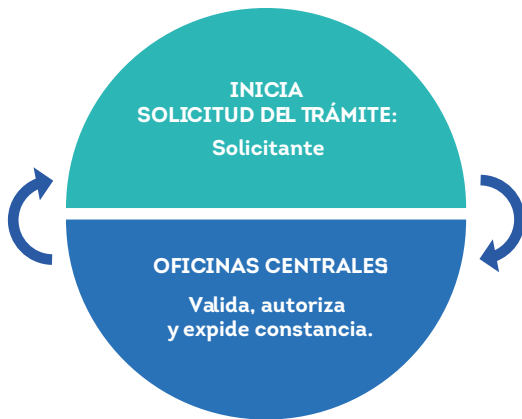 INICIA
SOLICITUD DEL TRÁMITE:
Solicitante
OFICINAS CENTRALES
Valida, autoriza
y expide constancia.